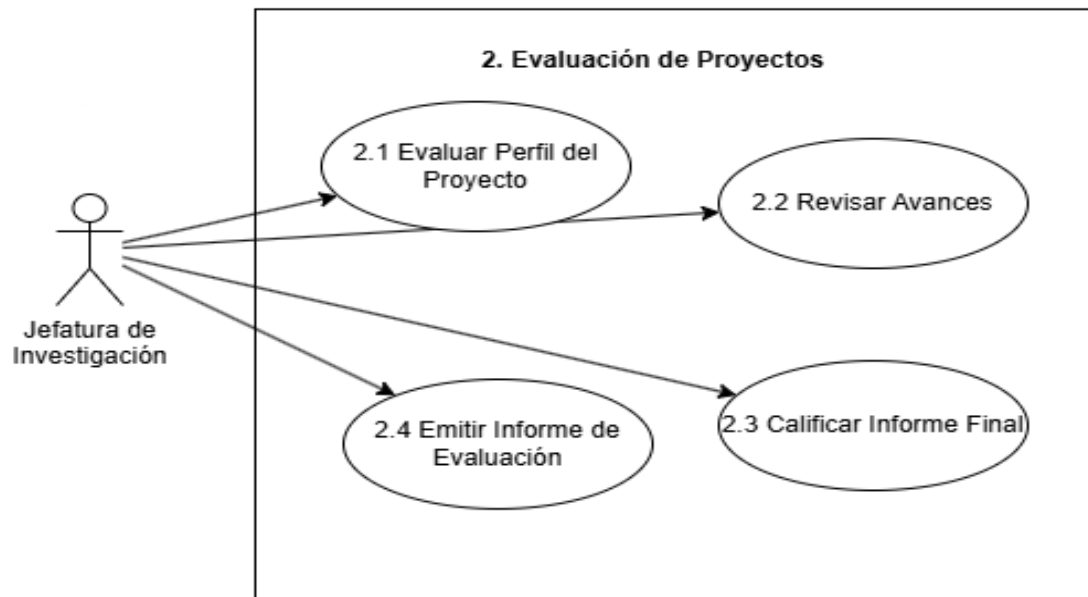 2. Evaluación de Proyectos
2.1 Evaluar Perfil del
Proyecto
2.2 Revisar Avances
Jefatura de
Investigación
2.4 Emitir Informe de
Evaluación
2.3 Calificar Informe Final